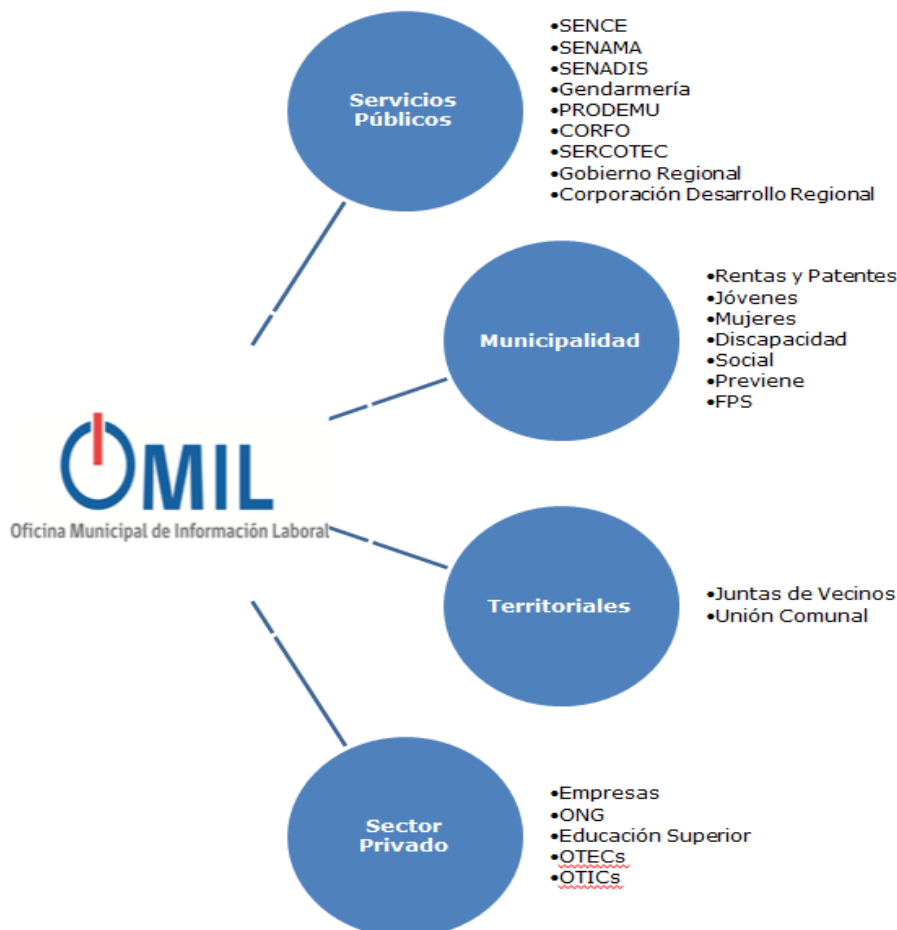 Servicios
Públicos
•SENCE
•SENAMA
•SENADIS
•Gendarmería
•PRODEMU
•CORFO
•SERCOTEC
•Gobierno Regional
•Corporación Desarrollo Regional
Municipalidad
•Rentas y Patentes
•Jóvenes
•Mujeres
•Discapacidad
•Social
•Previene
•FPS
OMIL
Oficina Municipal de Información Laboral
Territoriales
•Juntas de Vecinos
•Unión Comunal
Sector
Privado
•Empresas
•ONG
•Educación Superior
•OTECs
•OTICs